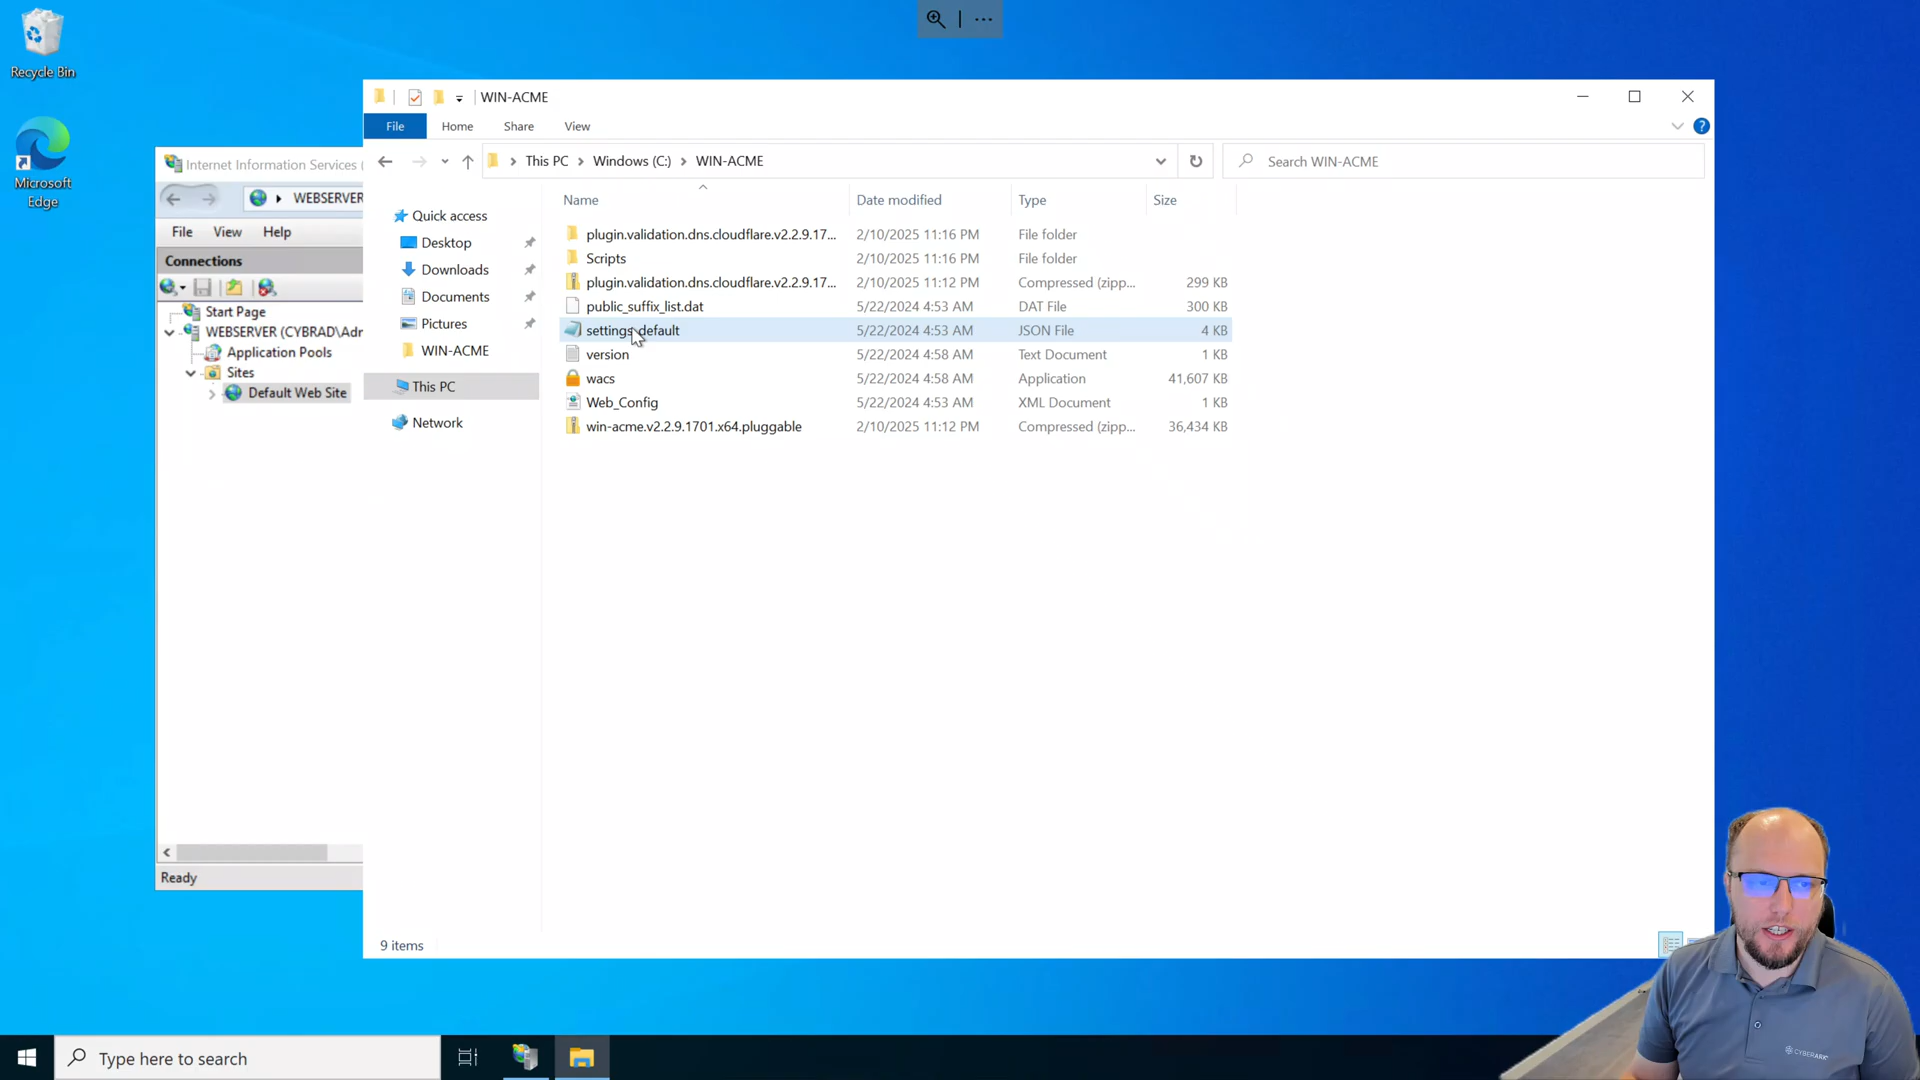 Recycle Bin
Microsoft
Edge
Internet Information Services (
WEBSERVER
File View Help
Connections
Start Page
WEBSERVER (CYBRAD\Adr
Application Pools
Sites
Default Web Site
Ready
WIN-ACME
File Home Share View
This PC > Windows (C:) > WIN-ACME
Search WIN-ACME
Quick access
Desktop
Downloads
Documents
Pictures
WIN-ACME
This PC
Network
Name Date modified Type Size
plugin.validation.dns.cloudflare.v2.2.9.17... 2/10/2025 11:16 PM File folder
Scripts 2/10/2025 11:16 PM File folder
plugin.validation.dns.cloudflare.v2.2.9.17... 2/10/2025 11:12 PM Compressed (zipp... 299 KB
public_suffix_list.dat 5/22/2024 4:53 AM DAT File 300 KB
settings_default 5/22/2024 4:53 AM JSON File 4 KB
version 5/22/2024 4:58 AM Text Document 1 KB
wacs 5/22/2024 4:58 AM Application 41,607 KB
Web_Config 5/22/2024 4:53 AM XML Document 1 KB
win-acme.v2.2.9.1701.x64.pluggable 2/10/2025 11:12 PM Compressed (zipp... 36,434 KB
9 items
Type here to search
CYBERARK